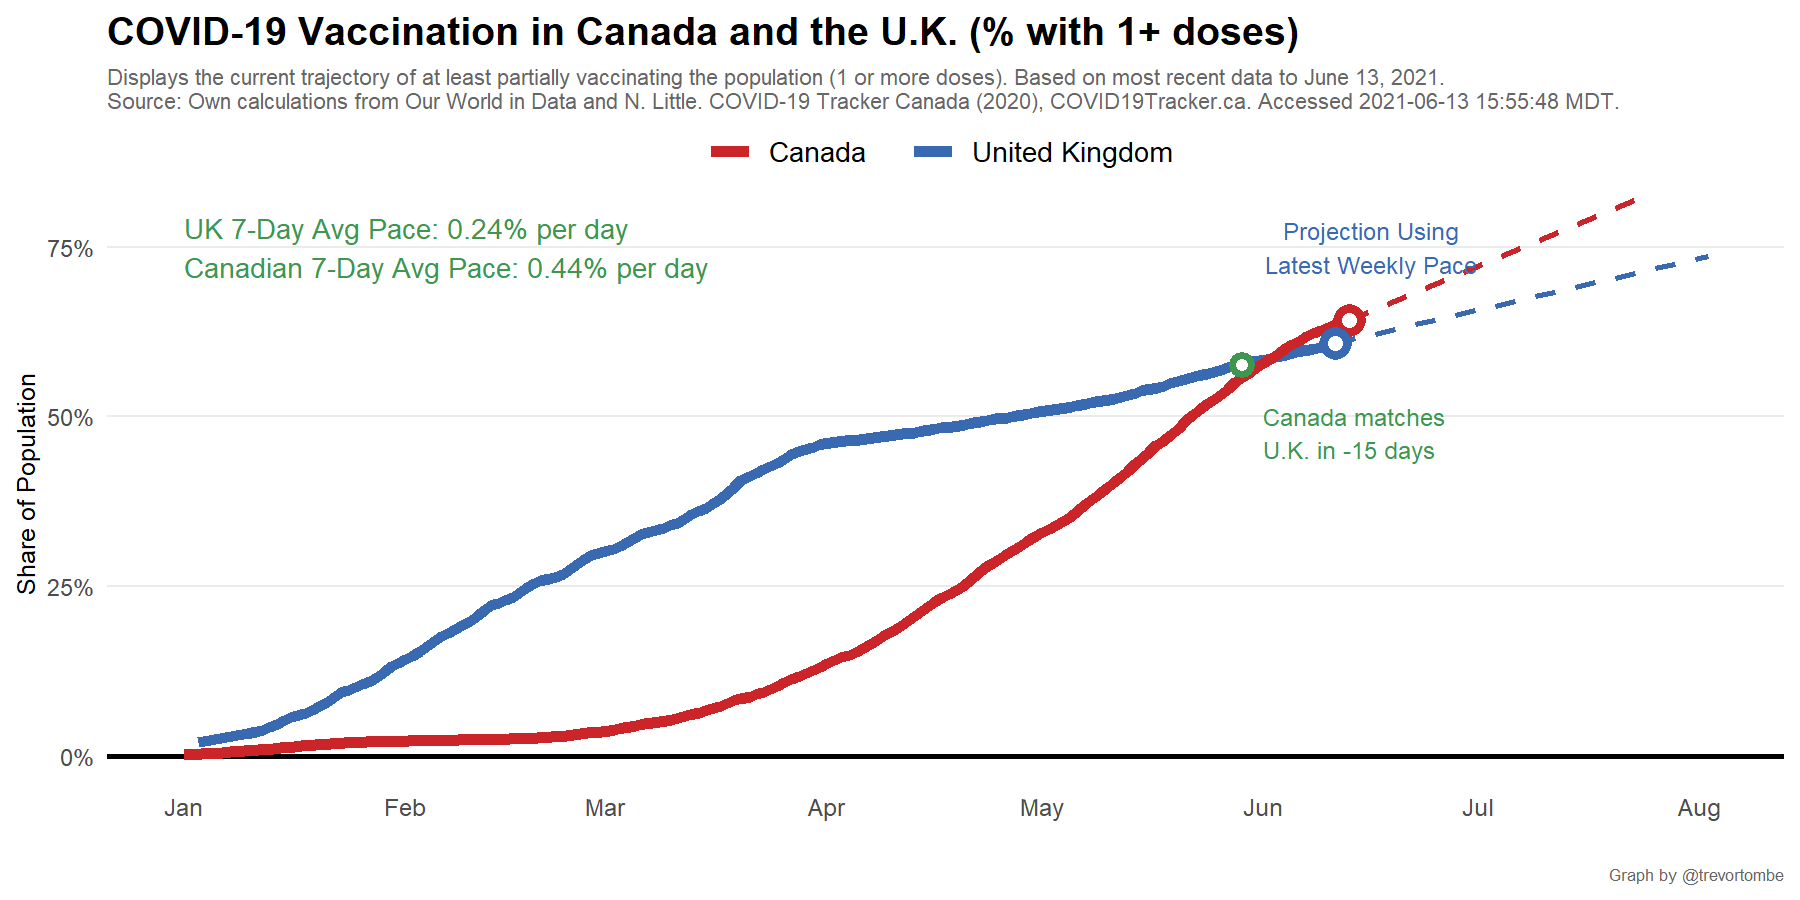 COVID-19 Vaccination in Canada and the U.K. (% with 1+ doses)
Displays the current trajectory of at least partially vaccinating the population (1 or more doses). Based on most recent data to June 13, 2021.
Source: Own calculations from Our World in Data and N. Little. COVID-19 Tracker Canada (2020), COVID19Tracker.ca. Accessed 2021-06-13 15:55:48 MDT.
Canada
United Kingdom
UK 7-Day Avg Pace: 0.24% per day
Canadian 7-Day Avg Pace: 0.44% per day
Projection Using
Latest Weekly Pace
Canada matches
U.K. in -15 days
Share of Population
75%
50%
25%
0%
Jan
Feb
Mar
Apr
May
Jun
Jul
Aug
Graph by @trevortombe